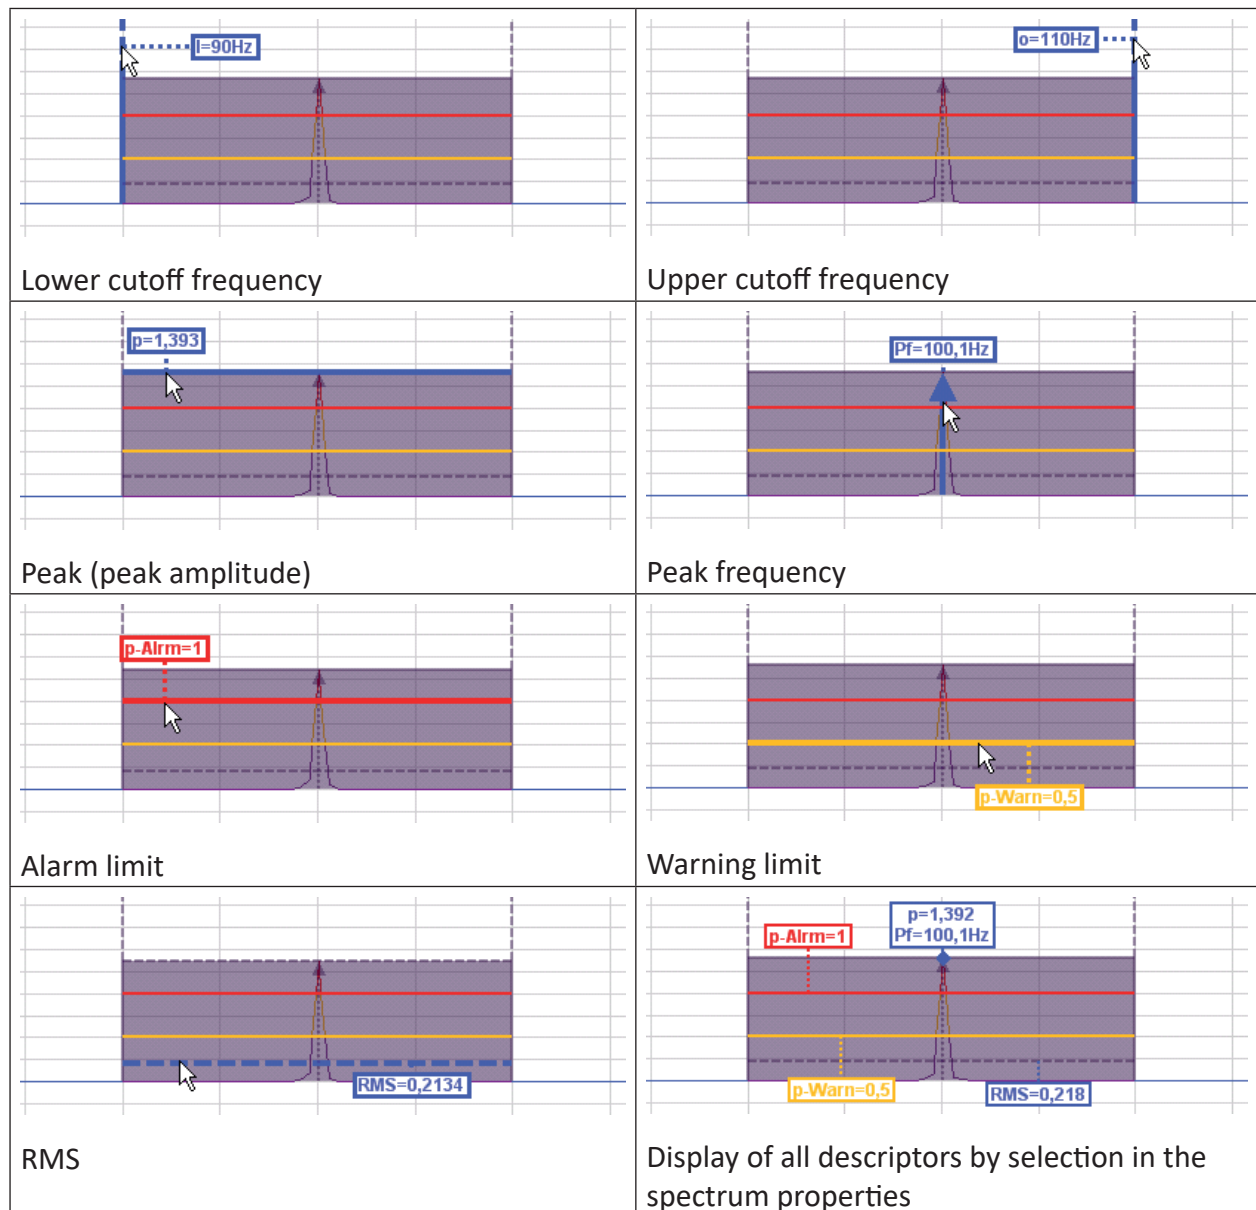 l=90Hz
Lower cutoff frequency
o=110Hz
Upper cutoff frequency
p=1,393
Peak (peak amplitude)
Pf=100,1Hz
Peak frequency
p-Alrm=1
Alarm limit
p-Warn=0,5
Warning limit
RMS=0,2134
RMS
p=1,392
Pf=100,1Hz
p-Alrm=1
p-Warn=0,5
RMS=0,218
Display of all descriptors by selection in the
spectrum properties